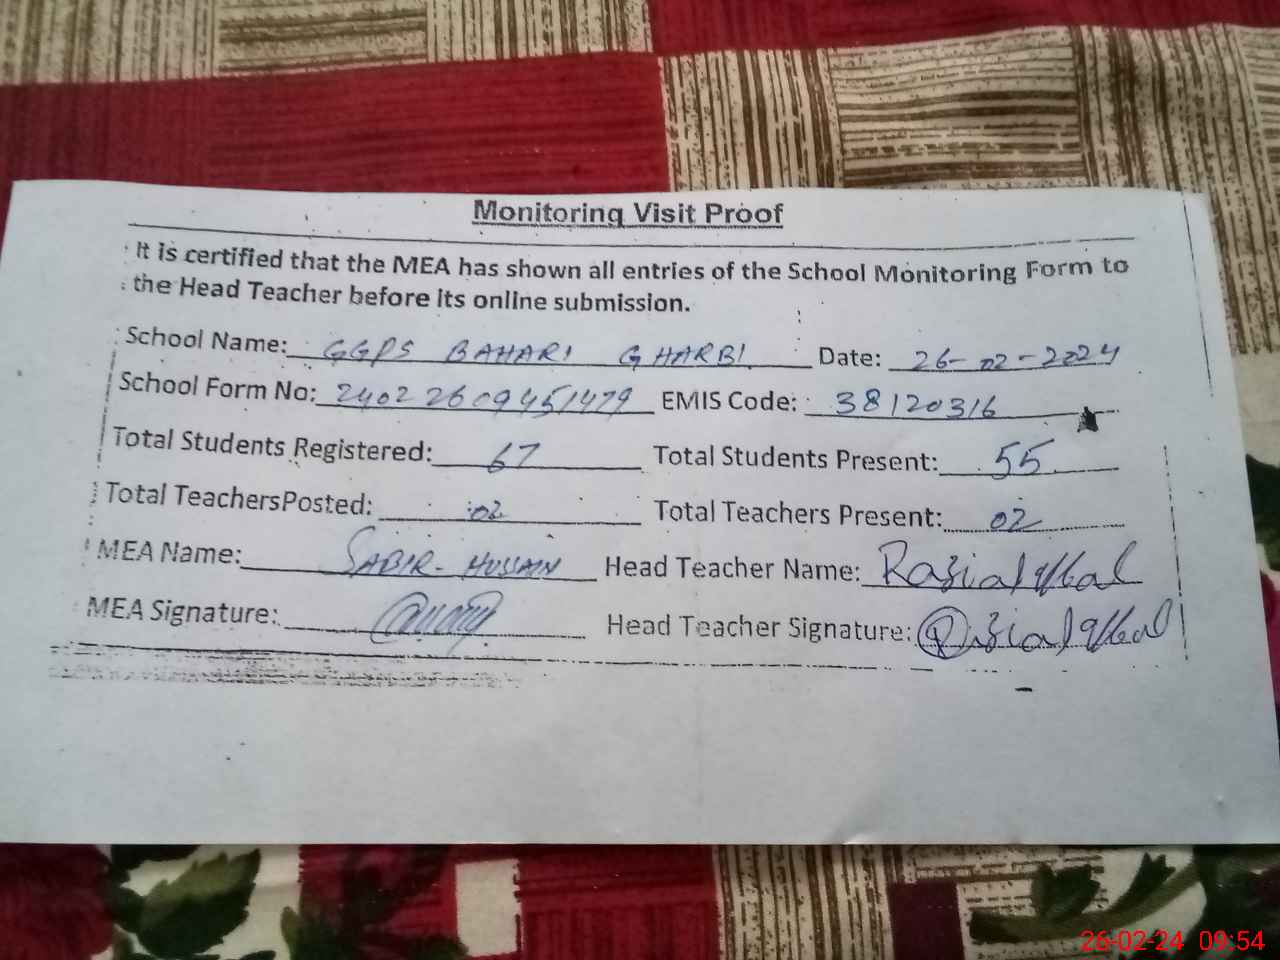 Monitoring Visit Proof
It is certified that the MEA has shown all entries of the School Monitoring Form to
the Head Teacher before its online submission.
School Name: GGPS BAHARI GHARBI Date: 26-02-2024
School Form No: 24022609451479 EMIS Code: 38120316
Total Students Registered: 67 Total Students Present: 55
Total TeachersPosted: 02 Total Teachers Present: 02
MEA Name: SABIR-HUSSAIN Head Teacher Name: Razia Iqbal
MEA Signature: Head Teacher Signature: Razia Iqbal
26-02-24 09:54